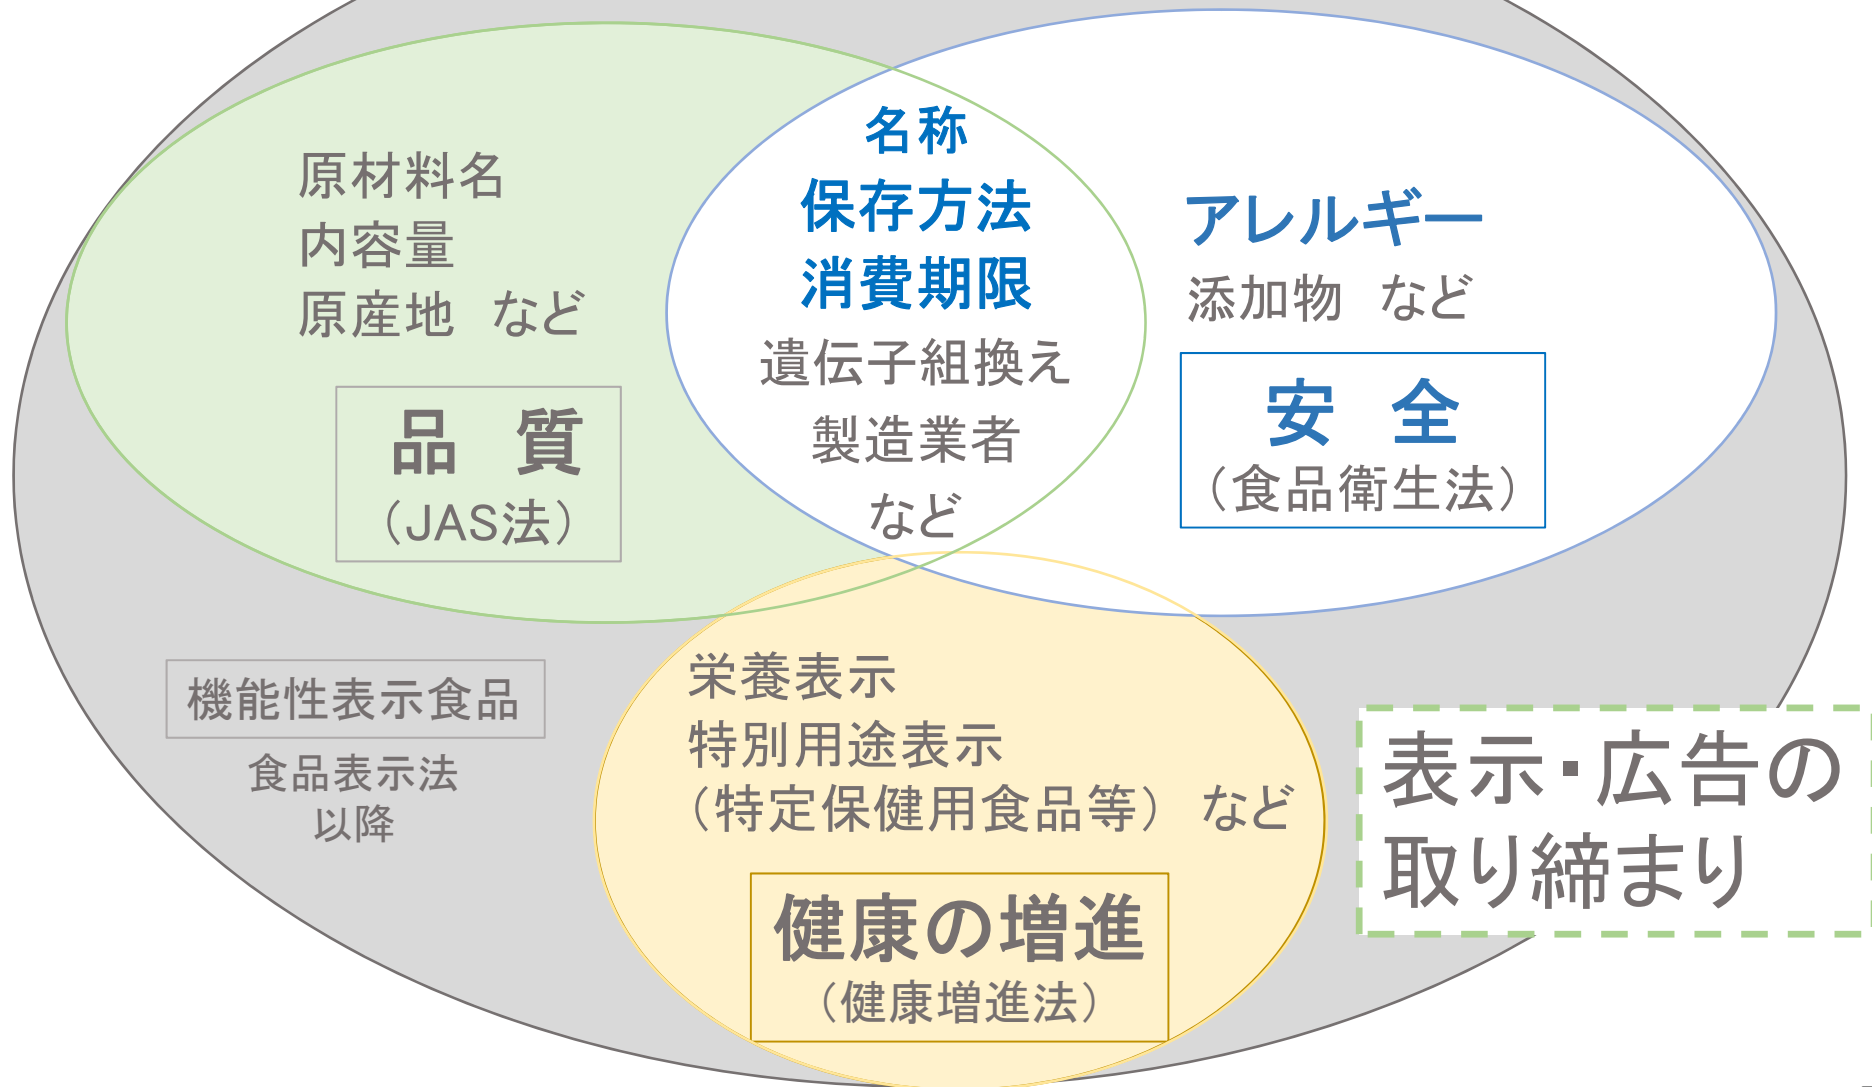 原材料名
内容量
原産地　など
品　質
（JAS法）
名称
保存方法
消費期限
遺伝子組換え
製造業者
など
アレルギー
添加物　など
安　全
（食品衛生法）
機能性表示食品
食品表示法
以降
栄養表示
特別用途表示
（特定保健用食品等）　など
健康の増進
（健康増進法）
表示・広告の
取り締まり